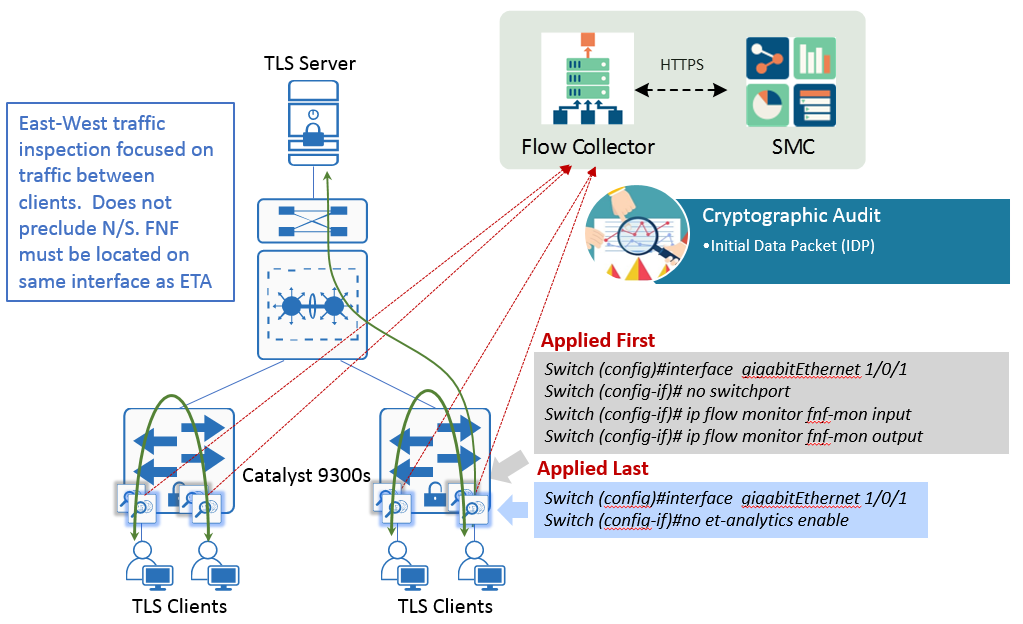 TLS Server
East-West traffic
inspection focused on
traffic between
clients.  Does not
preclude N/S. FNF
must be located on
same interface as ETA
HTTPS
Flow Collector
SMC
Cryptographic Audit
•Initial Data Packet (IDP)
Applied First
Switch (config)#interface  gigabitEthernet 1/0/1
Switch (config-if)# no switchport
Switch (config-if)# ip flow monitor fnf-mon input
Switch (config-if)# ip flow monitor fnf-mon output
Catalyst 9300s
Applied Last
Switch (config)#interface  gigabitEthernet 1/0/1
Switch (config-if)#no et-analytics enable
TLS Clients
TLS Clients